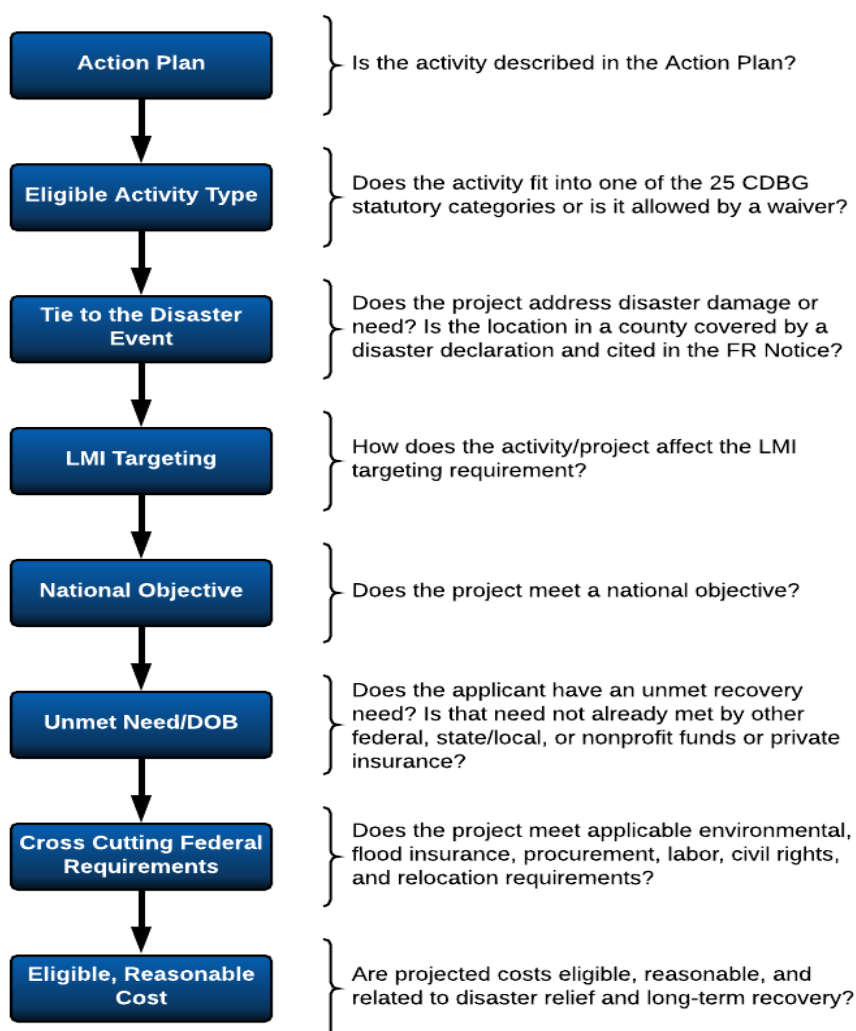 Action Plan
Is the activity described in the Action Plan?
Eligible Activity Type
Does the activity fit into one of the 25 CDBG
statutory categories or is it allowed by a waiver?
Tie to the Disaster
Event
Does the project address disaster damage or
need? Is the location in a county covered by a
disaster declaration and cited in the FR Notice?
LMI Targeting
How does the activity/project affect the LMI
targeting requirement?
National Objective
Does the project meet a national objective?
Unmet Need/DOB
Does the applicant have an unmet recovery
need? Is that need not already met by other
federal, state/local, or nonprofit funds or private
insurance?
Cross Cutting Federal
Requirements
Does the project meet applicable environmental,
flood insurance, procurement, labor, civil rights,
and relocation requirements?
Eligible, Reasonable
Cost
Are projected costs eligible, reasonable, and
related to disaster relief and long-term recovery?